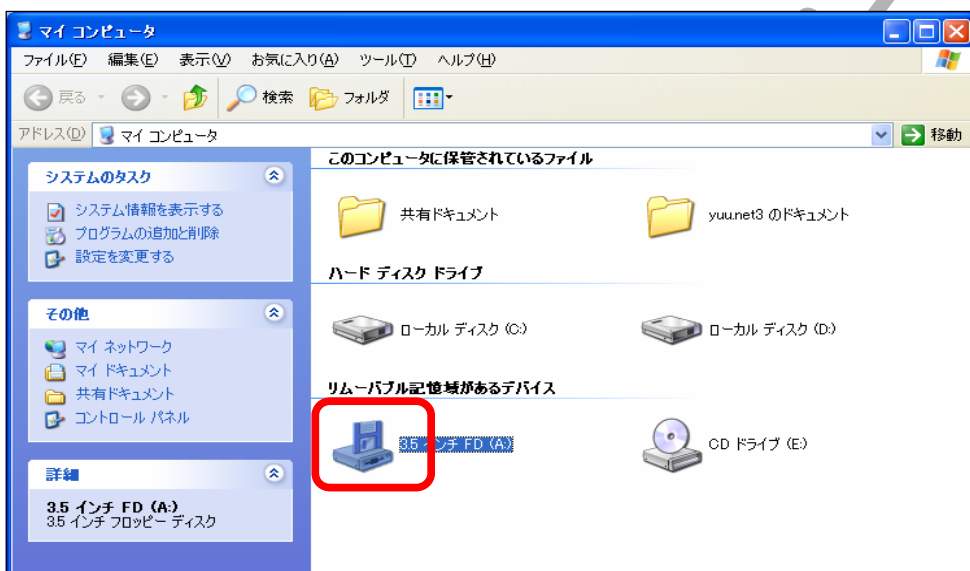 マイ コンピュータ
ファイル(F) 編集(E) 表示(V) お気に入り(A) ツール(T) ヘルプ(H)
戻る 検索 フォルダ
アドレス(D) マイ コンピュータ 移動
システムのタスク
システム情報を表示する
プログラムの追加と削除
設定を変更する
その他
マイ ネットワーク
マイ ドキュメント
共有ドキュメント
コントロール パネル
詳細
3.5 インチ FD (A:)
3.5 インチ フロッピー ディスク
このコンピュータに保管されているファイル
共有ドキュメント yuu.net3 のドキュメント
ハード ディスク ドライブ
ローカル ディスク (C:) ローカル ディスク (D:)
リムーバブル記憶域があるデバイス
3.5 インチ FD (A:) CD ドライブ (E:)